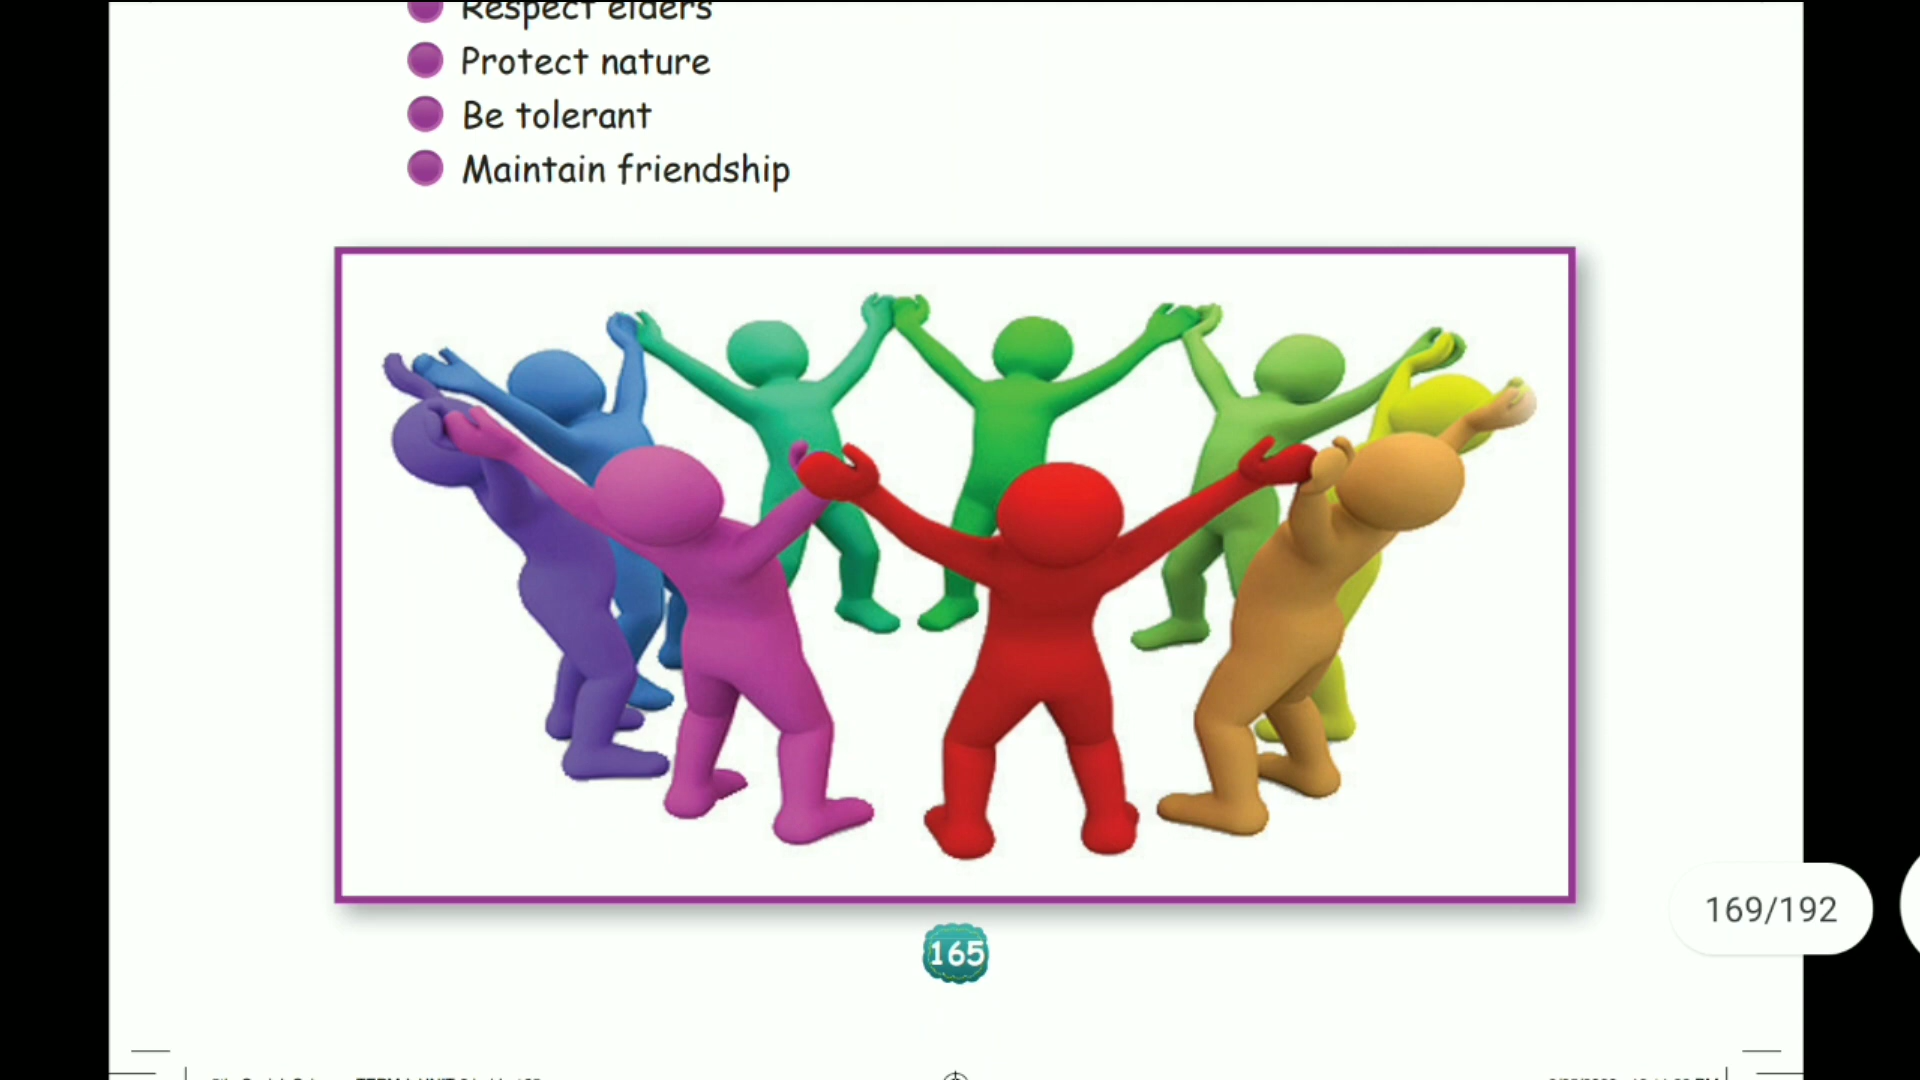 Respect elders
Protect nature
Be tolerant
Maintain friendship
169/192
165